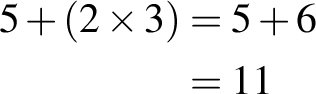 5 + (2 × 3) = 5 + 6
= 11